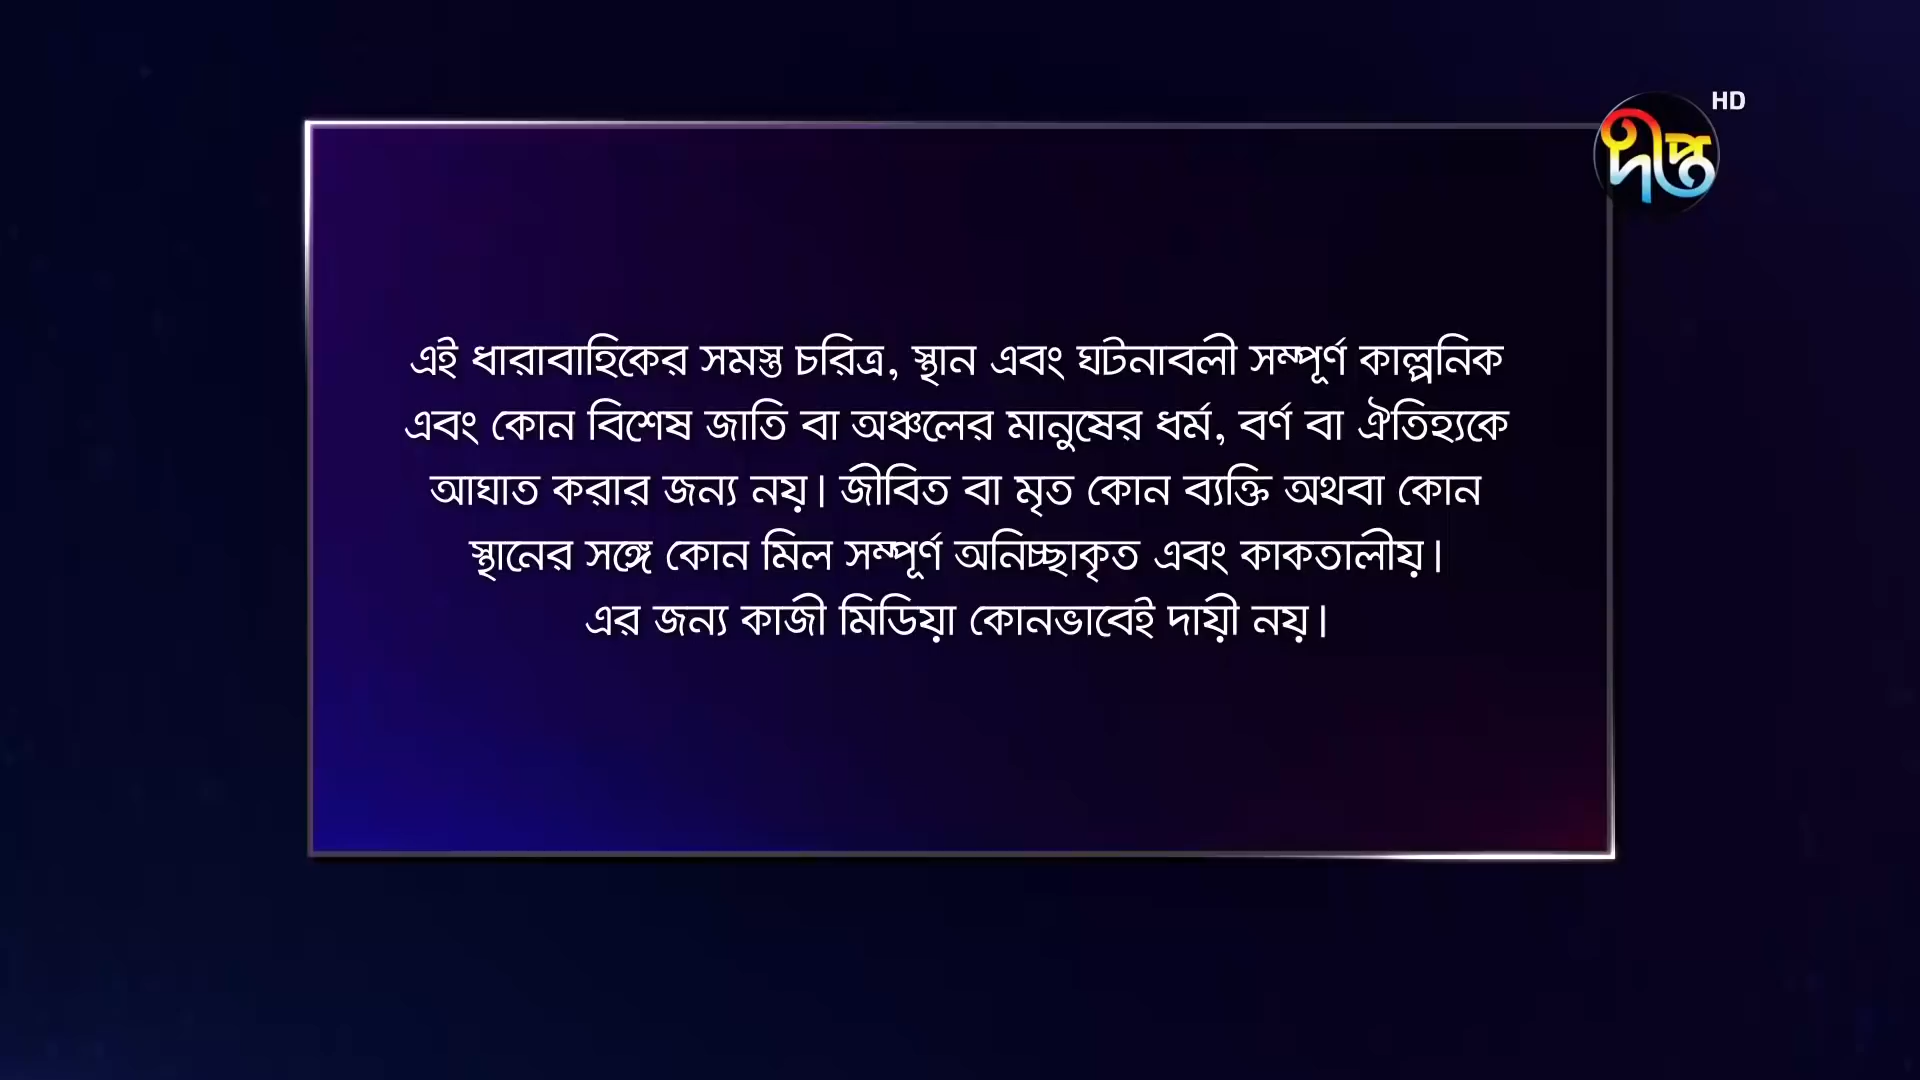 HD
দীপ্ত
এই ধারাবাহিকের সমস্ত চরিত্র, স্থান এবং ঘটনাবলী সম্পূর্ণ কাল্পনিক
এবং কোন বিশেষ জাতি বা অঞ্চলের মানুষের ধর্ম, বর্ণ বা ঐতিহ্যকে
আঘাত করার জন্য নয়। জীবিত বা মৃত কোন ব্যক্তি অথবা কোন
স্থানের সঙ্গে কোন মিল সম্পূর্ণ অনিচ্ছাকৃত এবং কাকতালীয়।
এর জন্য কাজী মিডিয়া কোনভাবেই দায়ী নয়।